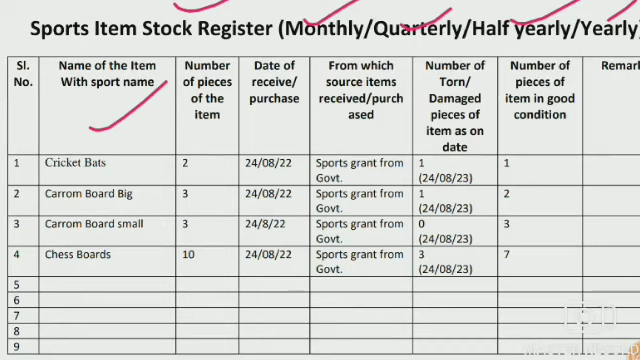 Sports Item Stock Register (Monthly/Quarterly/Half yearly/Yearly)
Sl. No. Name of the Item With sport name Number of pieces of the item Date of receive/ purchase From which source items received/purch ased Number of Torn/ Damaged pieces of item as on date Number of pieces of item in good condition Remar
1 Cricket Bats 2 24/08/22 Sports grant from Govt. 1 (24/08/23) 1
2 Carrom Board Big 3 24/08/22 Sports grant from Govt. 1 (24/08/23) 2
3 Carrom Board small 3 24/8/22 Sports grant from Govt. 0 (24/08/23) 3
4 Chess Boards 10 24/08/22 Sports grant from Govt. 3 (24/08/23) 7
5
6
7
8
9